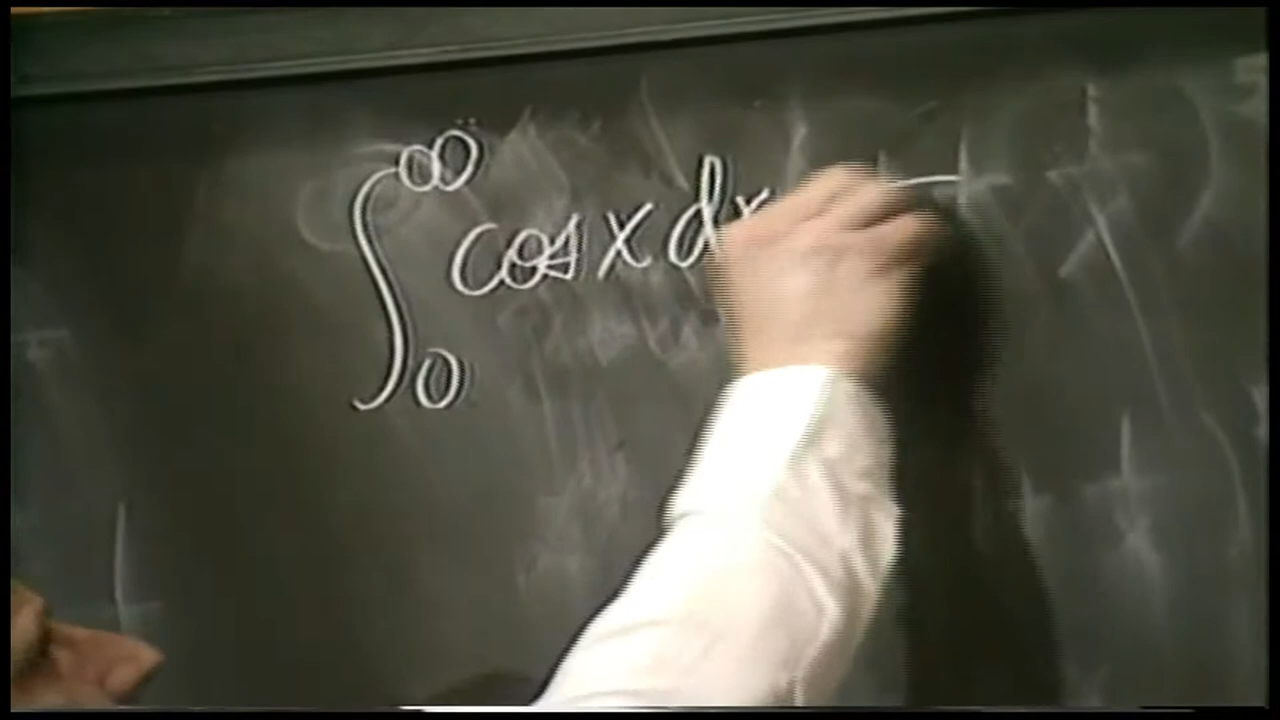 ∫₀^∞ cos x dx